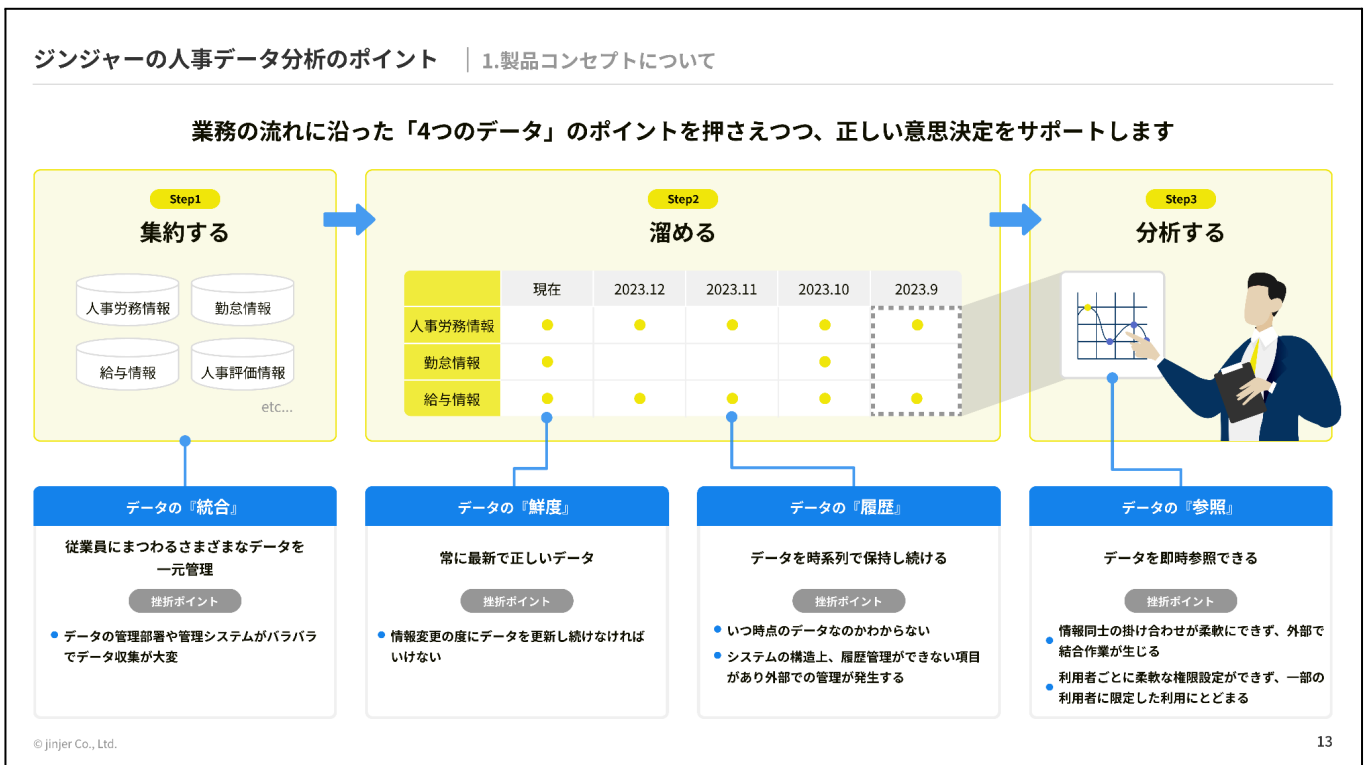 ジンジャーの人事データ分析のポイント
1.製品コンセプトについて
業務の流れに沿った「4つのデータ」のポイントを押さえつつ、正しい意思決定をサポートします
Step1
集約する
人事労務情報
勤怠情報
給与情報
人事評価情報
etc...
Step2
溜める
現在
2023.12
2023.11
2023.10
2023.9
人事労務情報
勤怠情報
給与情報
Step3
分析する
データの『統合』
従業員にまつわるさまざまなデータを
一元管理
挫折ポイント
データの管理部署や管理システムがバラバラ
でデータ収集が大変
データの『鮮度』
常に最新で正しいデータ
挫折ポイント
情報変更の度にデータを更新し続けなければ
いけない
データの『履歴』
データを時系列で保持し続ける
挫折ポイント
いつ時点のデータなのかわからない
システムの構造上、履歴管理ができない項目
があり外部での管理が発生する
データの『参照』
データを即時参照できる
挫折ポイント
情報同士の掛け合わせが柔軟にできず、外部で
結合作業が生じる
利用者ごとに柔軟な権限設定ができず、一部の
利用者に限定した利用にとどまる
© jinjer Co., Ltd.
13